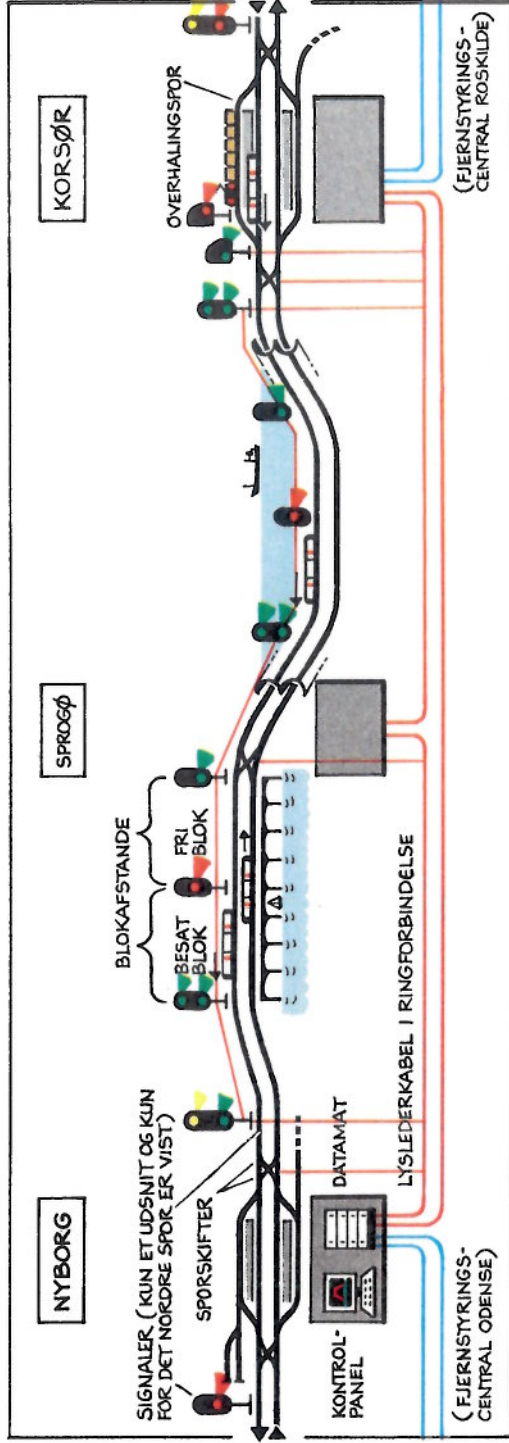 NYBORG
SPROGØ
KORSØR
SIGNALER (KUN ET UDSNIT OG KUN
FOR DET NORDRE SPOR ER VIST)
SPORSKIFTER
BLOKAFSTANDE
BESAT
BLOK
FRI
BLOK
OVERHALINGSPOR
KONTROL-
PANEL
DATAMAT
LYSLEDERKABEL I RINGFORBINDELSE
(FJERNSTYRINGS-
CENTRAL ODENSE)
(FJERNSTYRINGS-
CENTRAL ROSKILDE)